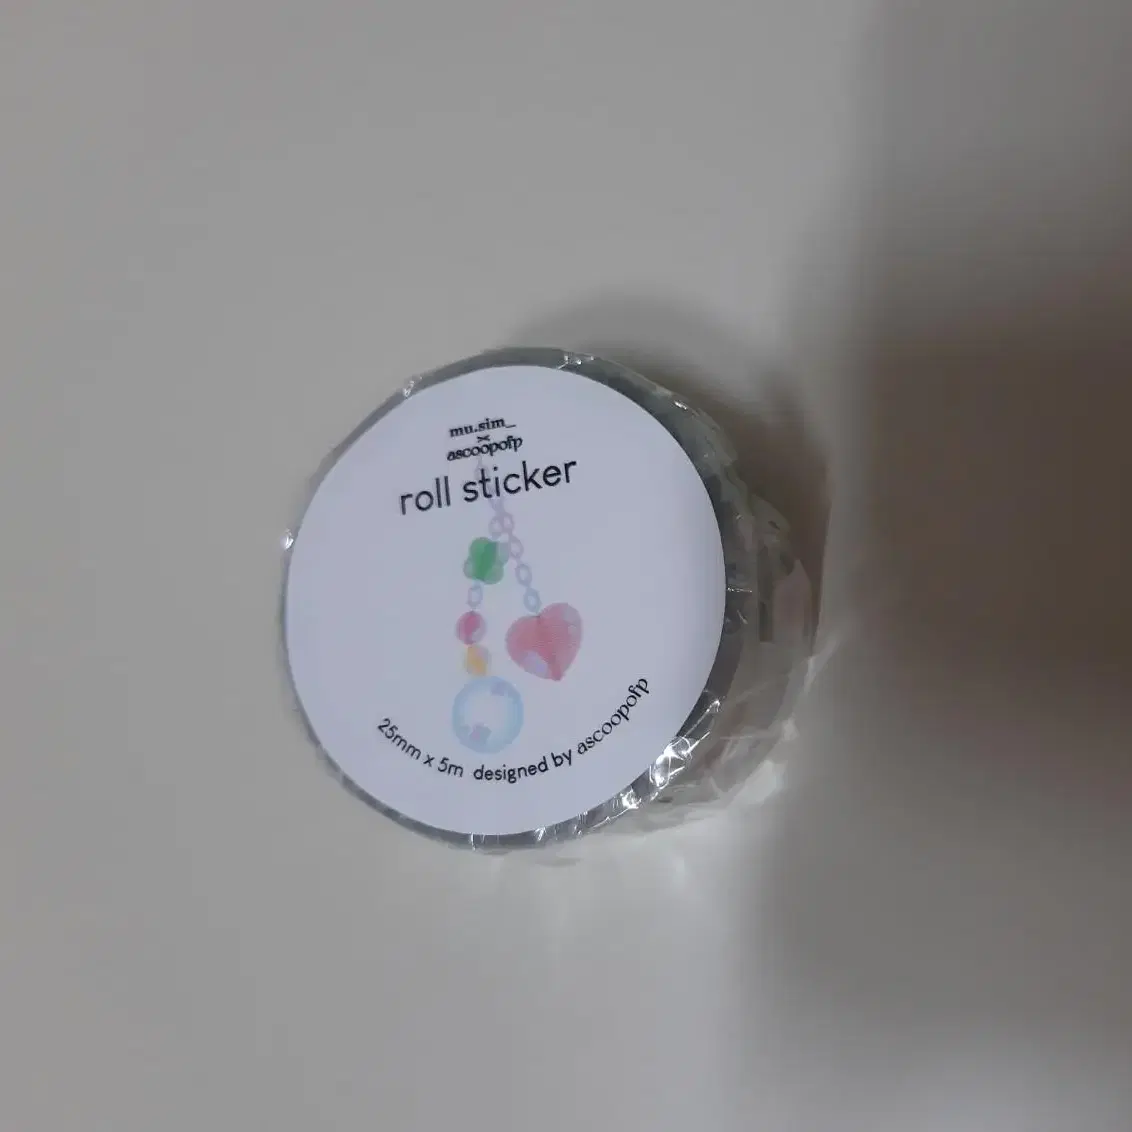 mu.sim_
×
ascoopofp
roll sticker
25mm x 5m designed by ascoopofp